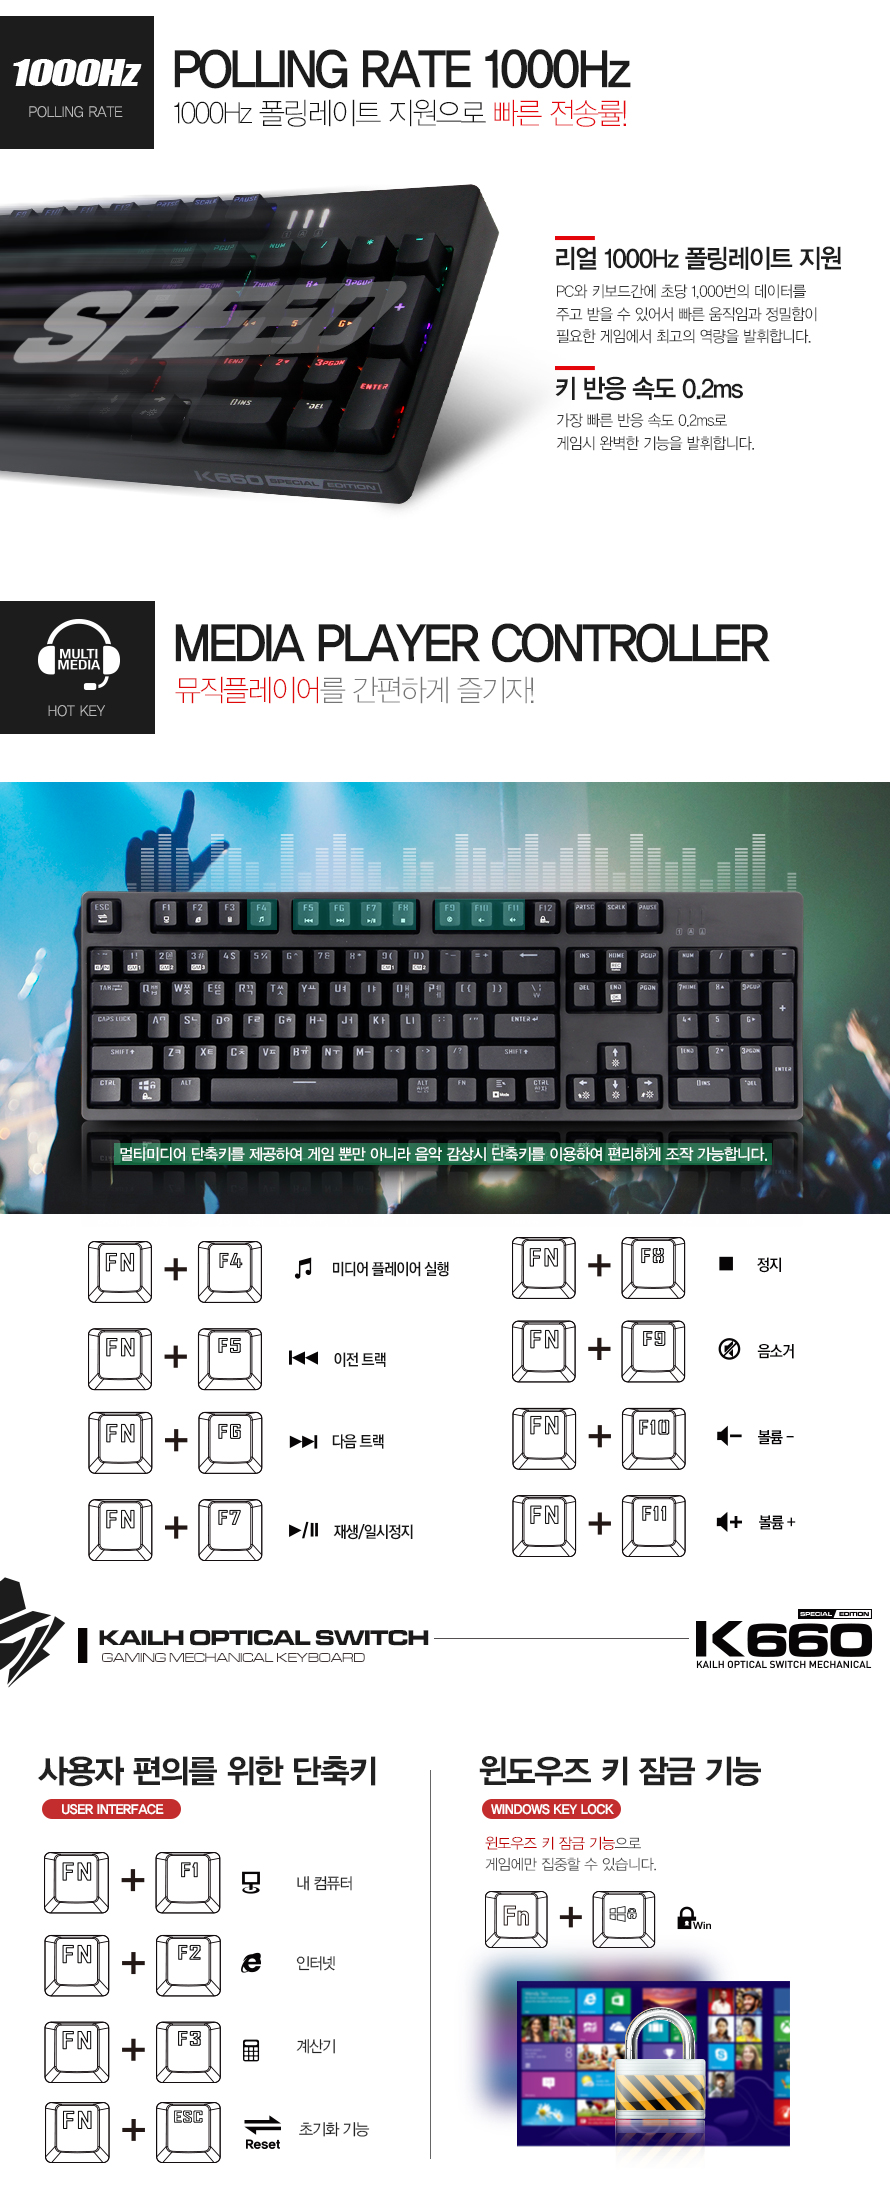 1000Hz
POLLING RATE
POLLING RATE 1000Hz
1000Hz 폴링레이트 지원으로 빠른 전송률!
SPEED
K660 SPECIAL EDITION
리얼 1000Hz 폴링레이트 지원
PC와 키보드간에 초당 1,000번의 데이터를
주고 받을 수 있어서 빠른 움직임과 정밀함이
필요한 게임에서 최고의 역량을 발휘합니다.
키 반응 속도 0.2ms
가장 빠른 반응 속도 0.2ms로
게임시 완벽한 기능을 발휘합니다.
MULTI
MEDIA
HOT KEY
MEDIA PLAYER CONTROLLER
뮤직플레이어를 간편하게 즐기자!
ESC F1 F2 F3 F4 F5 F6 F7 F8 F9 F10 F11 F12 PRTSC SCRLK PAUSE
멀티미디어 단축키를 제공하여 게임 뿐만 아니라 음악 감상시 단축키를 이용하여 편리하게 조작 가능합니다.
FN + F4 미디어 플레이어 실행
FN + F5 이전 트랙
FN + F6 다음 트랙
FN + F7 재생/일시정지
FN + F8 정지
FN + F9 음소거
FN + F10 볼륨 -
FN + F11 볼륨 +
KAILH OPTICAL SWITCH
GAMING MECHANICAL KEYBOARD
SPECIAL EDITION
K660
KAILH OPTICAL SWITCH MECHANICAL
사용자 편의를 위한 단축키
USER INTERFACE
FN + F1 내 컴퓨터
FN + F2 인터넷
FN + F3 계산기
FN + ESC Reset 초기화 기능
윈도우즈 키 잠금 기능
WINDOWS KEY LOCK
윈도우즈 키 잠금 기능으로
게임에만 집중할 수 있습니다.
Fn + Win